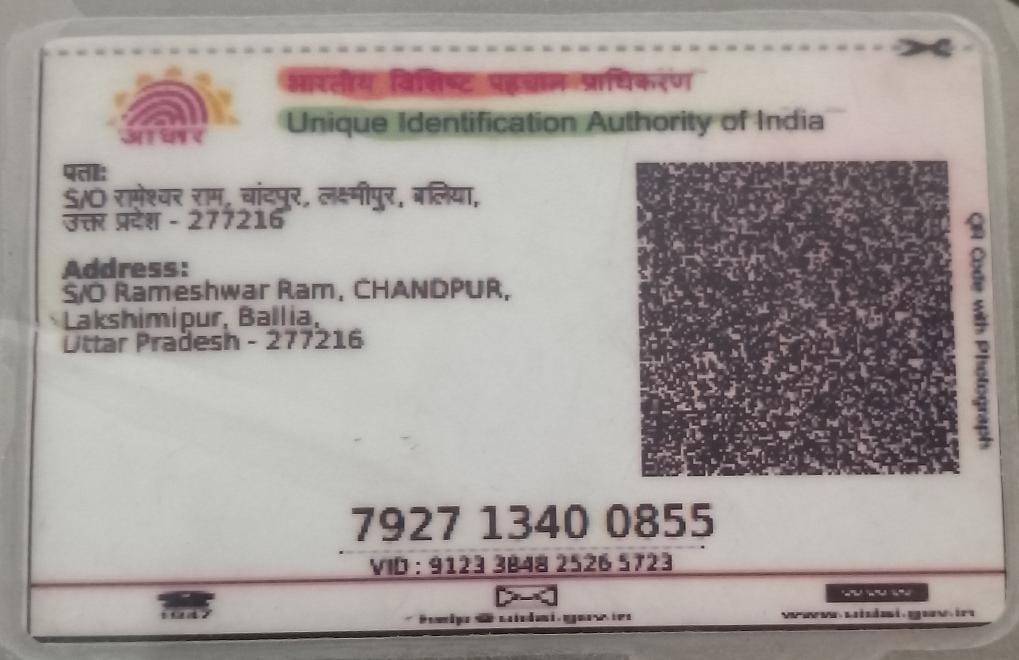 भारतीय विशिष्ट पहचान प्राधिकरण
Unique Identification Authority of India
आधार
पता:
S/O रामेश्वर राम, चांदपुर, लक्ष्मीपुर, बलिया,
उत्तर प्रदेश - 277216
Address:
S/O Rameshwar Ram, CHANDPUR,
Lakshimipur, Ballia,
Uttar Pradesh - 277216
QR Code with Photograph
7927 1340 0855
VID : 9123 3848 2526 5723
1947
help@uidai.gov.in
www.uidai.gov.in